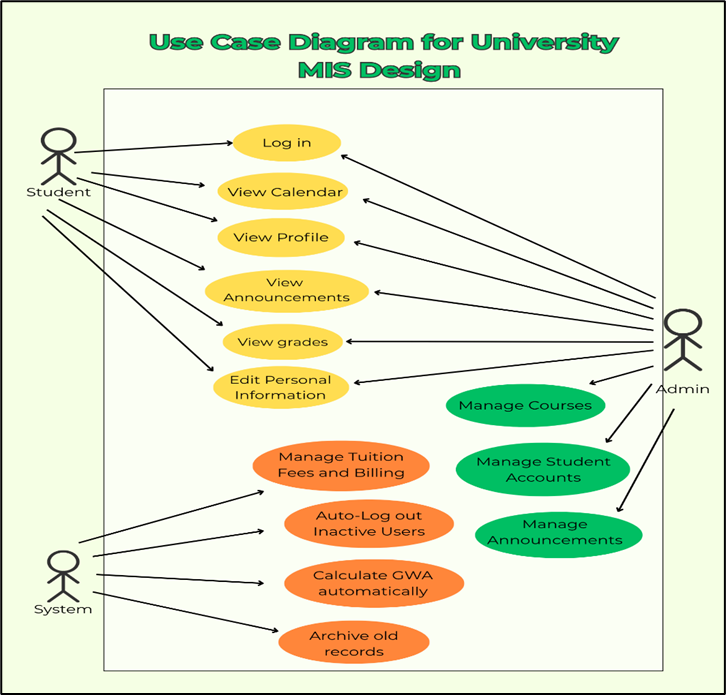 Use Case Diagram for University
MIS Design
Log in
Student
View Calendar
View Profile
View
Announcements
View grades
Edit Personal
Information
Admin
Manage Courses
Manage Student
Accounts
Manage
Announcements
Manage Tuition
Fees and Billing
Auto-Log out
Inactive Users
System
Calculate GWA
automatically
Archive old
records